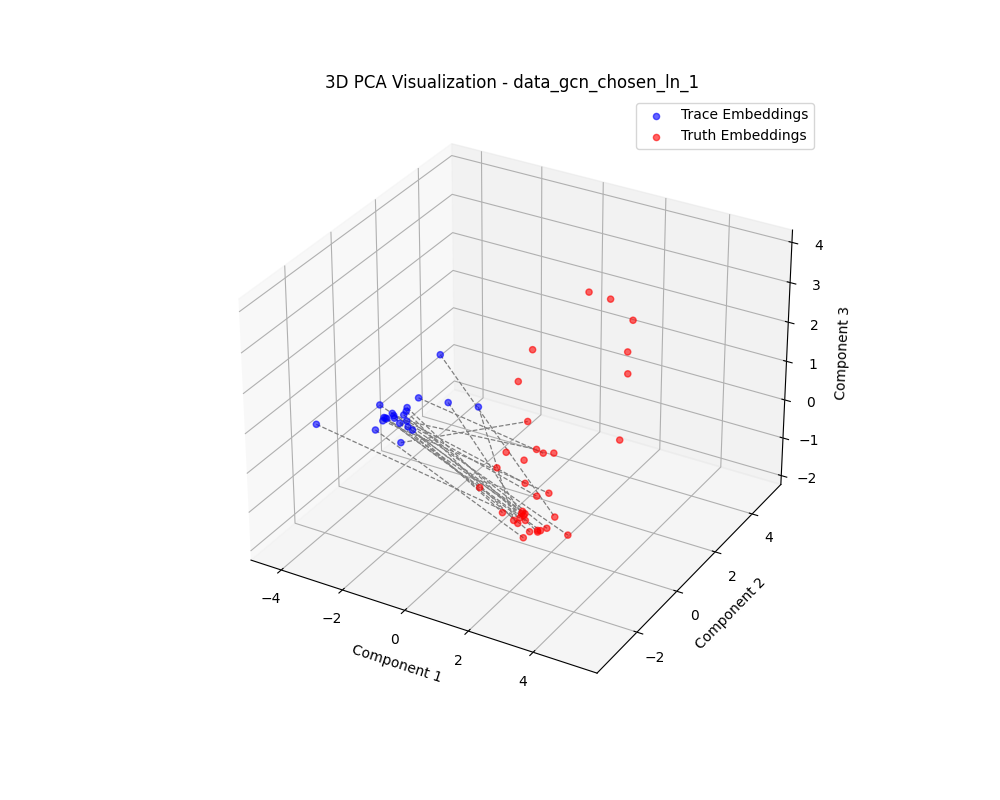 3D PCA Visualization - data_gcn_chosen_ln_1
Trace Embeddings
Truth Embeddings
4
3
2
1
0
−1
−2
Component 3
4
2
0
−2
Component 2
−4
−2
0
2
4
Component 1